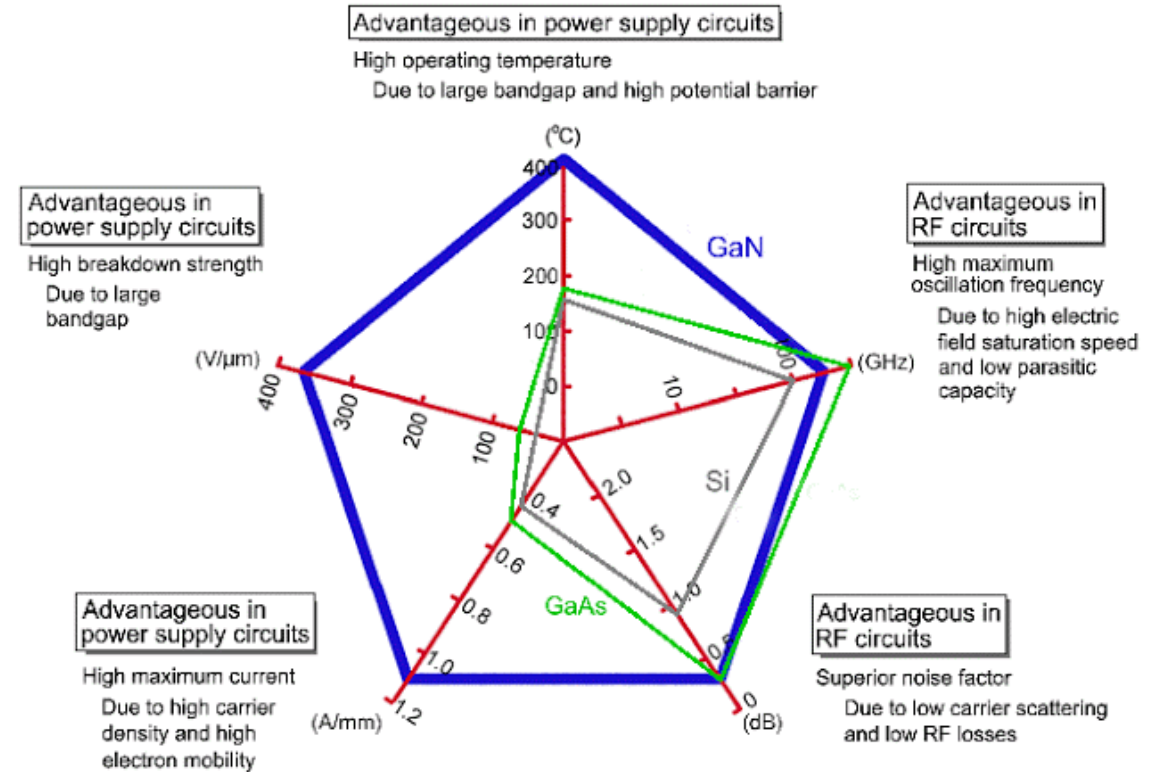 Advantageous in power supply circuits
High operating temperature
Due to large bandgap and high potential barrier
(°C)
400
300
200
100
0
GaN
Advantageous in
power supply circuits
High breakdown strength
Due to large
bandgap
(V/μm)
400
300
200
100
Advantageous in
RF circuits
High maximum
oscillation frequency
Due to high electric
field saturation speed
and low parasitic
capacity
(GHz)
100
10
Si
2.0
1.5
1.0
0
(dB)
0.4
0.6
0.8
1.0
1.2
(A/mm)
GaAs
Advantageous in
power supply circuits
High maximum current
Due to high carrier
density and high
electron mobility
Advantageous in
RF circuits
Superior noise factor
Due to low carrier scattering
and low RF losses